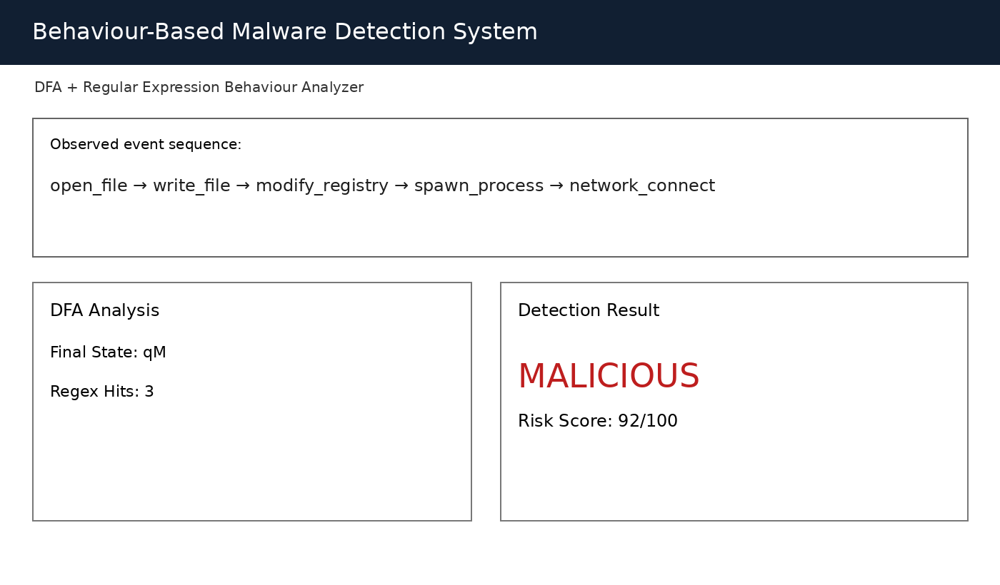 Behaviour-Based Malware Detection System
DFA + Regular Expression Behaviour Analyzer
Observed event sequence:
open_file → write_file → modify_registry → spawn_process → network_connect
DFA Analysis
Final State: qM
Regex Hits: 3
Detection Result
MALICIOUS
Risk Score: 92/100